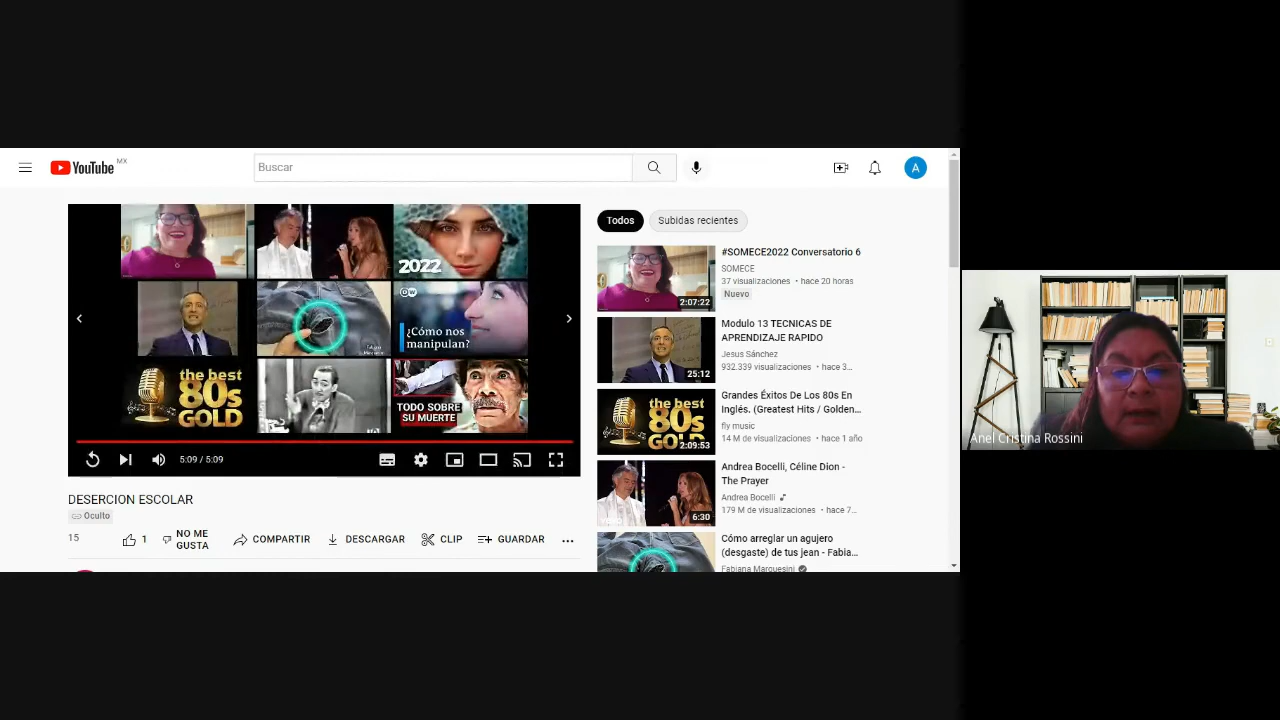 YouTube MX
Buscar
A
2022
DW
¿Cómo nos
manipulan?
the best
80s
GOLD
TODO SOBRE
SU MUERTE
5:09 / 5:09
DESERCION ESCOLAR
Oculto
15
1
NO ME
GUSTA
COMPARTIR
DESCARGAR
CLIP
GUARDAR
Todos
Subidas recientes
2:07:22
#SOMECE2022 Conversatorio 6
SOMECE
37 visualizaciones • hace 20 horas
Nuevo
25:12
Modulo 13 TECNICAS DE
APRENDIZAJE RAPIDO
Jesus Sánchez
932.339 visualizaciones • hace 3...
the best
80s
GOLD
2:09:53
Grandes Éxitos De Los 80s En
Inglés. (Greatest Hits / Golden...
fly music
14 M de visualizaciones • hace 1 año
6:30
Andrea Bocelli, Céline Dion -
The Prayer
Andrea Bocelli
179 M de visualizaciones • hace 7...
Cómo arreglar un agujero
(desgaste) de tus jean - Fabia...
Fabiana Marquesini
Anel Cristina Rossini